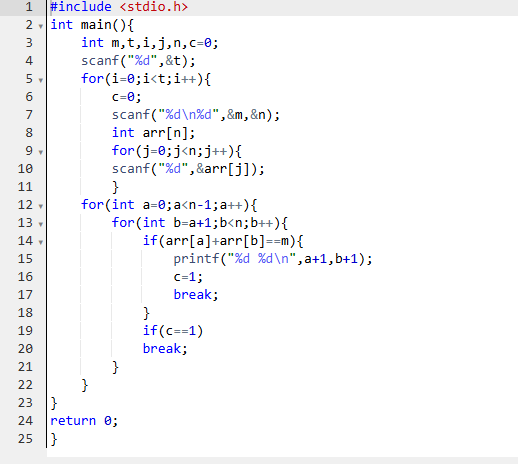 1 #include <stdio.h>
2 int main(){
3     int m,t,i,j,n,c=0;
4     scanf("%d",&t);
5     for(i=0;i<t;i++){
6         c=0;
7         scanf("%d\n%d",&m,&n);
8         int arr[n];
9         for(j=0;j<n;j++){
10         scanf("%d",&arr[j]);
11         }
12     for(int a=0;a<n-1;a++){
13         for(int b=a+1;b<n;b++){
14             if(arr[a]+arr[b]==m){
15                 printf("%d %d\n",a+1,b+1);
16                 c=1;
17                 break;
18             }
19             if(c==1)
20             break;
21         }
22     }
23 }
24 return 0;
25 }